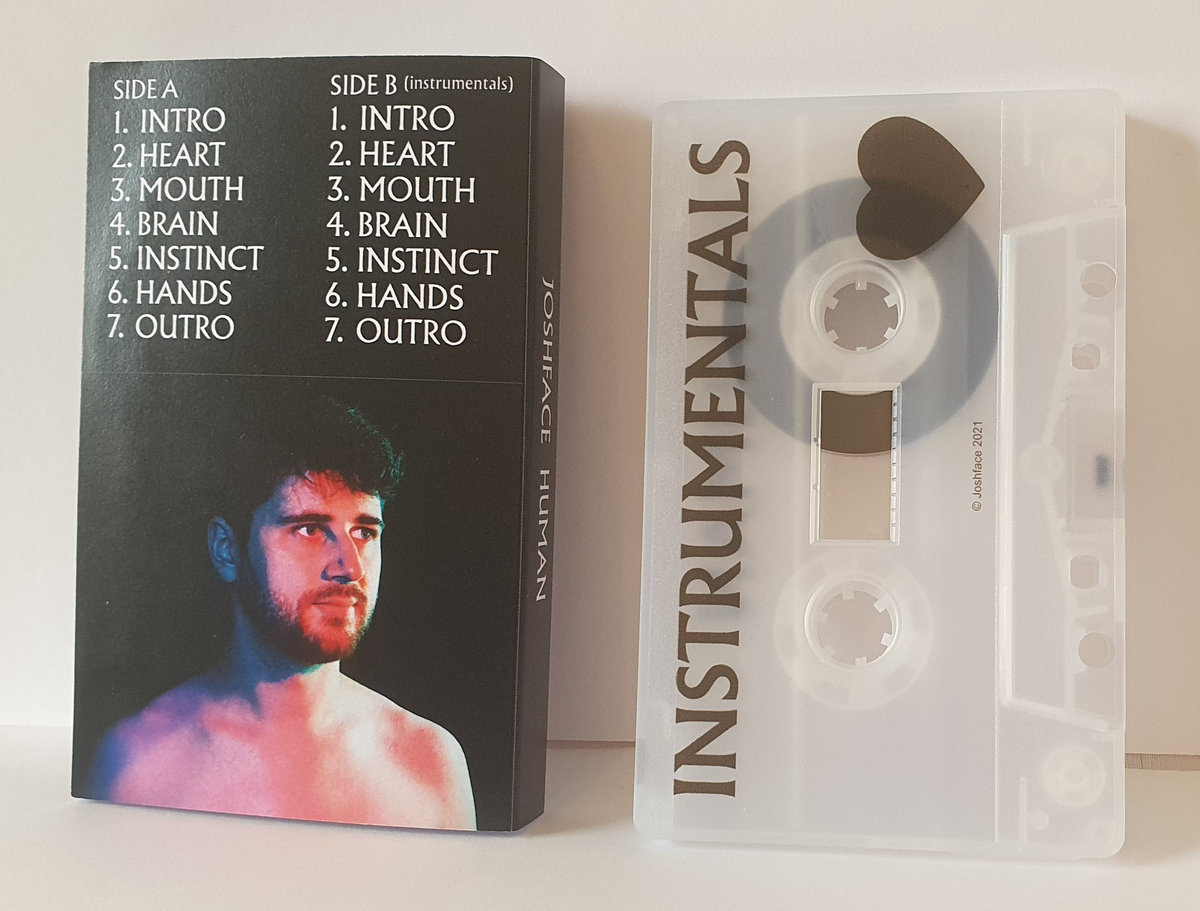 SIDE A
1. INTRO
2. HEART
3. MOUTH
4. BRAIN
5. INSTINCT
6. HANDS
7. OUTRO
SIDE B (instrumentals)
1. INTRO
2. HEART
3. MOUTH
4. BRAIN
5. INSTINCT
6. HANDS
7. OUTRO
JOSHFACE HUMAN
INSTRUMENTALS
© Joshface 2021